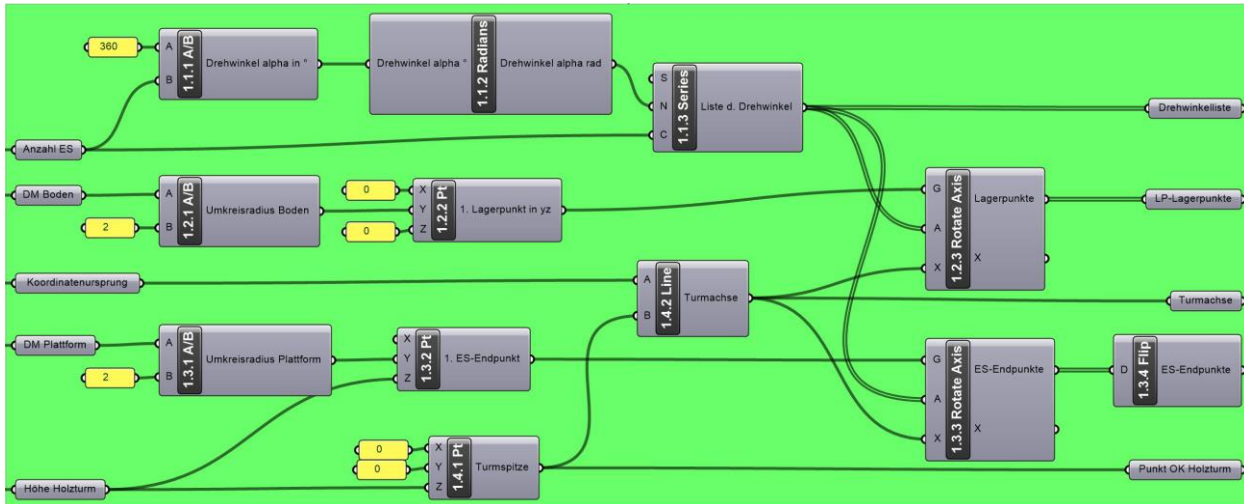 360
A
B
1.1.1 A/B
Drehwinkel alpha in °
Drehwinkel alpha °
1.1.2 Radians
Drehwinkel alpha rad
S
N
C
1.1.3 Series
Liste d. Drehwinkel
Drehwinkelliste
Anzahl ES
DM Boden
2
A
B
1.2.1 A/B
Umkreisradius Boden
0
0
X
Y
Z
1.2.2 Pt
1. Lagerpunkt in yz
G
A
X
1.2.3 Rotate Axis
Lagerpunkte
X
LP-Lagerpunkte
Koordinatenursprung
A
B
1.4.2 Line
Turmachse
Turmachse
DM Plattform
2
A
B
1.3.1 A/B
Umkreisradius Plattform
X
Y
Z
1.3.2 Pt
1. ES-Endpunkt
G
A
X
1.3.3 Rotate Axis
ES-Endpunkte
X
D
1.3.4 Flip
ES-Endpunkte
Höhe Holzturm
0
0
X
Y
Z
1.4.1 Pt
Turmspitze
Punkt OK Holzturm